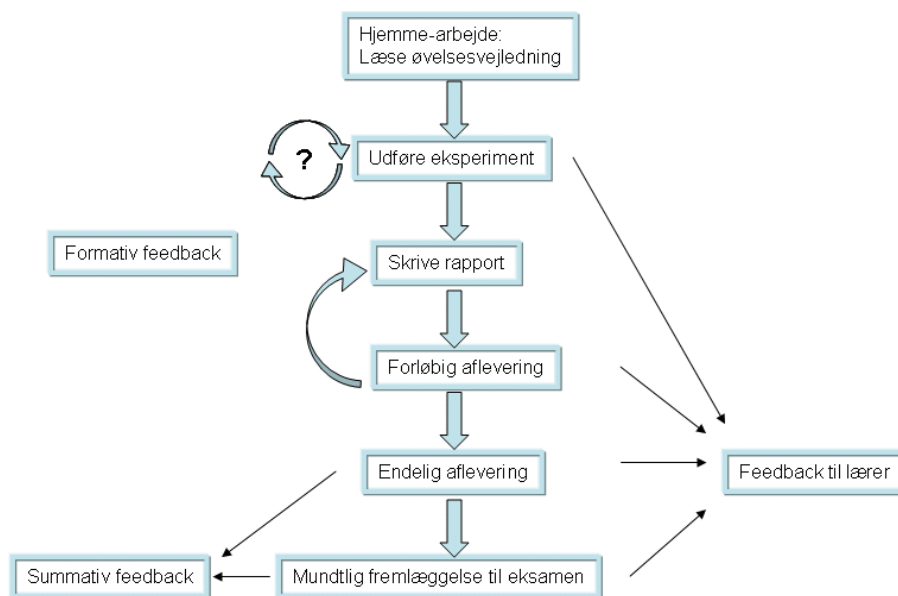 Hjemme-arbejde:
Læse øvelsesvejledning
?
Udføre eksperiment
Formativ feedback
Skrive rapport
Forløbig aflevering
Endelig aflevering
Feedback til lærer
Summativ feedback
Mundtlig fremlæggelse til eksamen